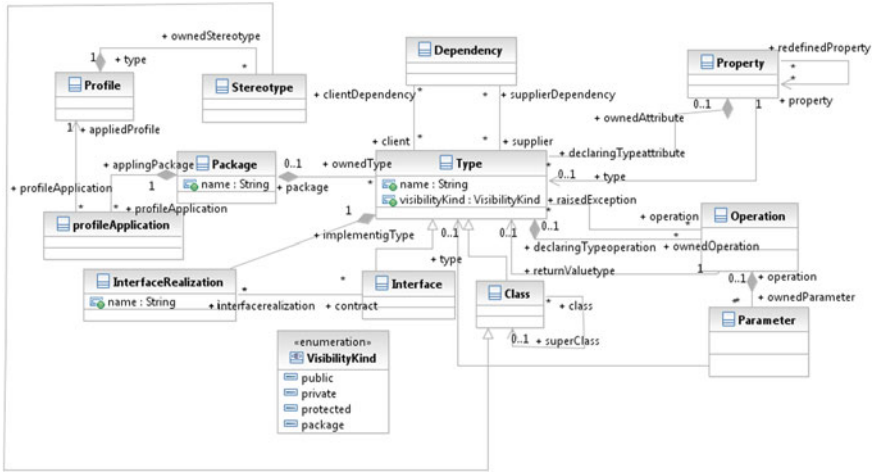 + ownedStereotype
1
+ type
*
Profile
Stereotype
Dependency
Property
+ redefinedProperty
*
*
+ clientDependency
*
*
+ supplierDependency
0..1
1
+ property
+ ownedAttribute
1
+ appliedProfile
+ client
*
*
+ supplier
+ declaringTypeattribute
*
+ applingPackage
Package
0..1
+ ownedType
Type
0..1
+ type
+ profileApplication
1
name : String
+ package
*
name : String
visibilityKind : VisibilityKind
+ raisedException
*
*
*
+ profileApplication
1
0..1
0..1
0..1
+ operation
*
Operation
profileApplication
+ implementigType
+ declaringTypeoperation
*
+ ownedOperation
+ type
+ returnValuetype
1
InterfaceRealization
*
*
Interface
Class
0..1
+ operation
name : String
+ interfacerealization
+ contract
*
+ class
*
+ ownedParameter
Parameter
0..1
+ superClass
«enumeration»
VisibilityKind
public
private
protected
package